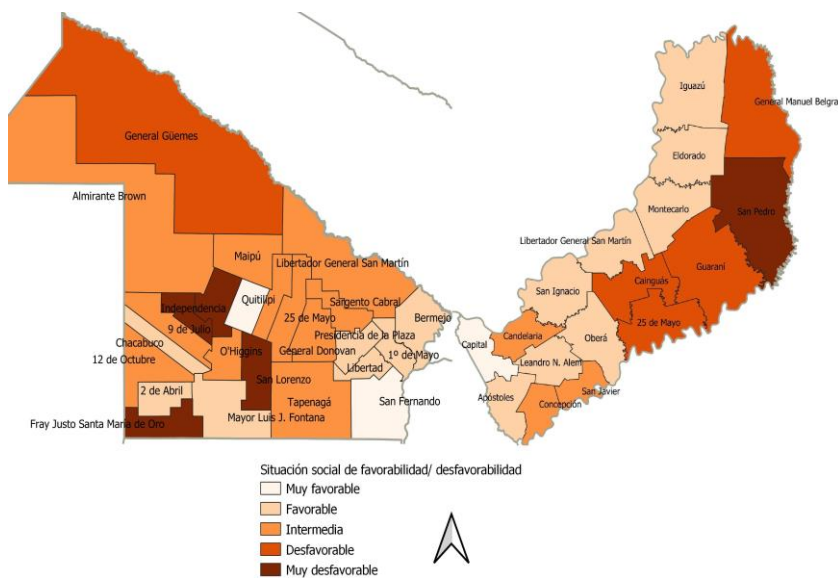 Iguazú
General Manuel Belgra
General Güemes
Eldorado
Almirante Brown
Montecarlo
San Pedro
Libertador General San Martín
Maipú
Libertador General San Martín
Guaraní
Cainguás
San Ignacio
Independencia
Quitilipi
Sargento Cabral
25 de Mayo
Bermejo
25 de Mayo
9 de Julio
Presidencia de la Plaza
Candelaria
Oberá
Capital
Chacabuco
O'Higgins
General Donovan
1º de Mayo
12 de Octubre
Libertad
Leandro N. Alem
San Lorenzo
2 de Abril
San Javier
Tapenagá
San Fernando
Apóstoles
Concepción
Mayor Luis J. Fontana
Fray Justo Santa María de Oro
Situación social de favorabilidad/ desfavorabilidad
Muy favorable
Favorable
Intermedia
Desfavorable
Muy desfavorable